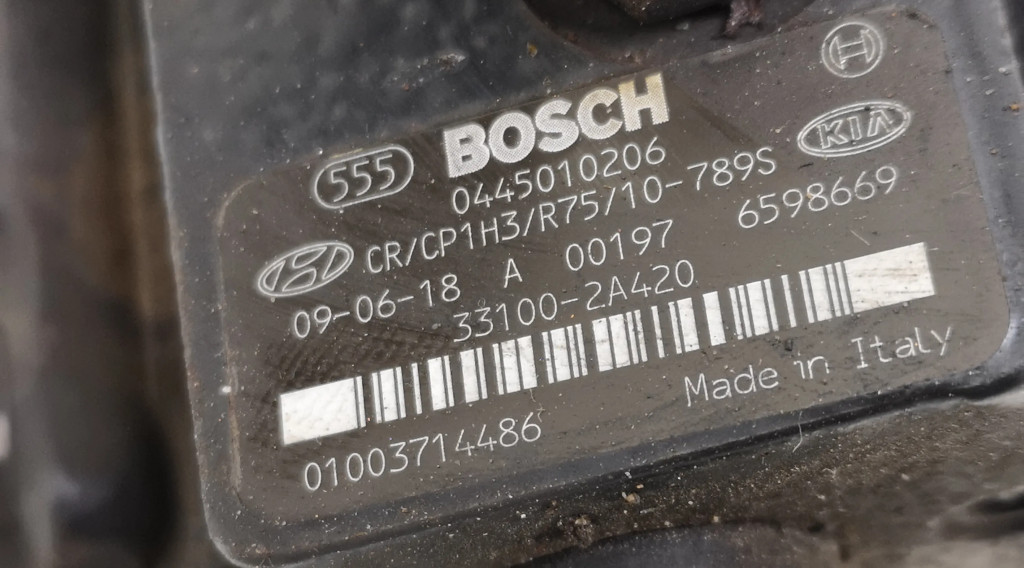 555 BOSCH
0445010206
KIA
CR/CP1H3/R75/10-789S
09-06-18 A 00197 6598669
33100-2A420
Made in Italy
01003714486